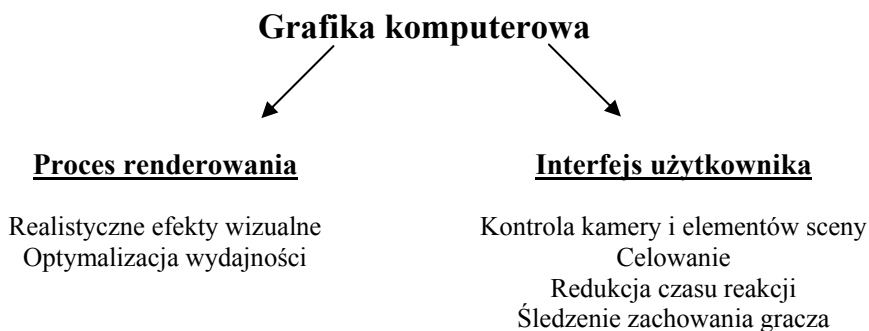 Grafika komputerowa
Proces renderowania
Realistyczne efekty wizualne
Optymalizacja wydajności
Interfejs użytkownika
Kontrola kamery i elementów sceny
Celowanie
Redukcja czasu reakcji
Śledzenie zachowania gracza